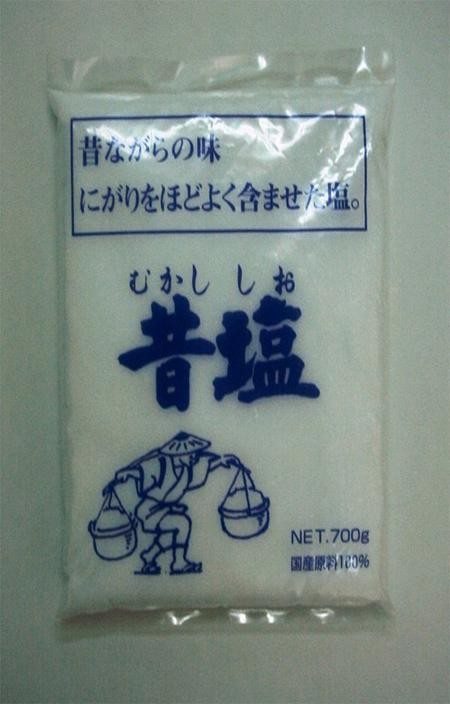 昔ながらの味
にがりをほどよく含ませた塩。
むかし しお
昔塩
NET.700g
国産原料100%